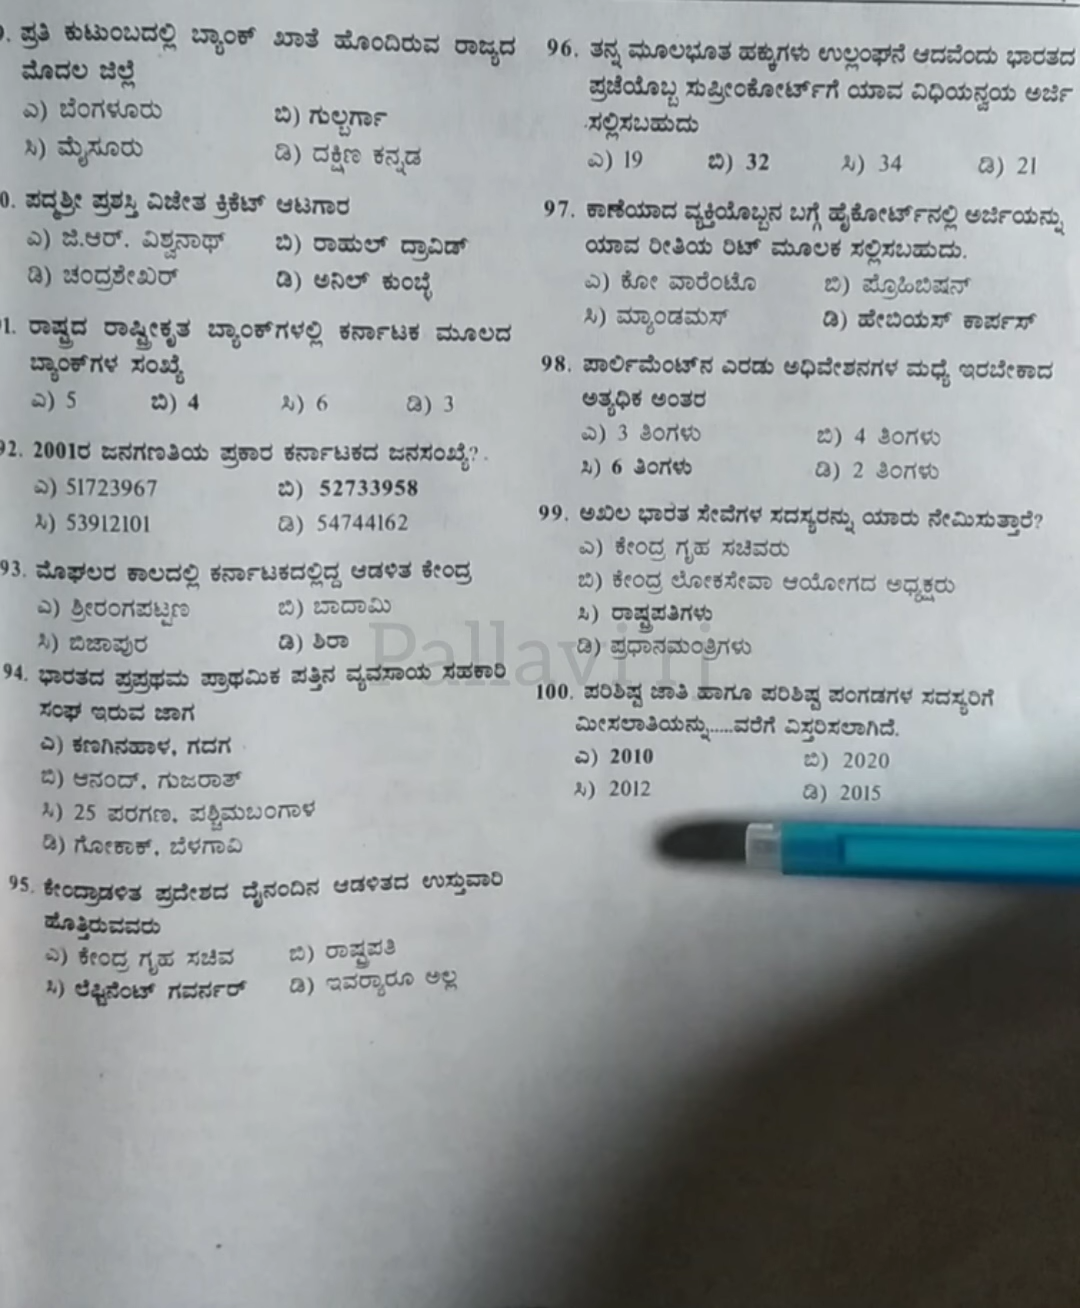 9. ಪ್ರತಿ ಕುಟುಂಬದಲ್ಲಿ ಬ್ಯಾಂಕ್ ಖಾತೆ ಹೊಂದಿರುವ ರಾಜ್ಯದ
ಮೊದಲ ಜಿಲ್ಲೆ
ಎ) ಬೆಂಗಳೂರು ಬಿ) ಗುಲ್ಬರ್ಗಾ
ಸಿ) ಮೈಸೂರು ಡಿ) ದಕ್ಷಿಣ ಕನ್ನಡ
0. ಪದ್ಮಶ್ರೀ ಪ್ರಶಸ್ತಿ ವಿಜೇತ ಕ್ರಿಕೆಟ್ ಆಟಗಾರ
ಎ) ಜಿ.ಆರ್. ವಿಶ್ವನಾಥ್ ಬಿ) ರಾಹುಲ್ ದ್ರಾವಿಡ್
ಡಿ) ಚಂದ್ರಶೇಖರ್ ಡಿ) ಅನಿಲ್ ಕುಂಬ್ಳೆ
1. ರಾಷ್ಟ್ರದ ರಾಷ್ಟ್ರೀಕೃತ ಬ್ಯಾಂಕ್‌ಗಳಲ್ಲಿ ಕರ್ನಾಟಕ ಮೂಲದ
ಬ್ಯಾಂಕ್‌ಗಳ ಸಂಖ್ಯೆ
ಎ) 5 ಬಿ) 4 ಸಿ) 6 ಡಿ) 3
92. 2001ರ ಜನಗಣತಿಯ ಪ್ರಕಾರ ಕರ್ನಾಟಕದ ಜನಸಂಖ್ಯೆ?
ಎ) 51723967 ಬಿ) 52733958
ಸಿ) 53912101 ಡಿ) 54744162
93. ಮೊಘಲರ ಕಾಲದಲ್ಲಿ ಕರ್ನಾಟಕದಲ್ಲಿದ್ದ ಆಡಳಿತ ಕೇಂದ್ರ
ಎ) ಶ್ರೀರಂಗಪಟ್ಟಣ ಬಿ) ಬಾದಾಮಿ
ಸಿ) ಬಿಜಾಪುರ ಡಿ) ಶಿರಾ
94. ಭಾರತದ ಪ್ರಪ್ರಥಮ ಪ್ರಾಥಮಿಕ ಪತ್ತಿನ ವ್ಯವಸಾಯ ಸಹಕಾರಿ
ಸಂಘ ಇರುವ ಜಾಗ
ಎ) ಕಣಗಿನಹಾಳ, ಗದಗ
ಬಿ) ಆನಂದ್, ಗುಜರಾತ್
ಸಿ) 25 ಪರಗಣ, ಪಶ್ಚಿಮಬಂಗಾಳ
ಡಿ) ಗೋಕಾಕ್, ಬೆಳಗಾವಿ
95. ಕೇಂದ್ರಾಡಳಿತ ಪ್ರದೇಶದ ದೈನಂದಿನ ಆಡಳಿತದ ಉಸ್ತುವಾರಿ
ಹೊತ್ತಿರುವವರು
ಎ) ಕೇಂದ್ರ ಗೃಹ ಸಚಿವ ಬಿ) ರಾಷ್ಟ್ರಪತಿ
ಸಿ) ಲೆಫ್ಟಿನೆಂಟ್ ಗವರ್ನರ್ ಡಿ) ಇವರ‍್ಯಾರೂ ಅಲ್ಲ
96. ತನ್ನ ಮೂಲಭೂತ ಹಕ್ಕುಗಳು ಉಲ್ಲಂಘನೆ ಆದವೆಂದು ಭಾರತದ
ಪ್ರಜೆಯೊಬ್ಬ ಸುಪ್ರೀಂಕೋರ್ಟ್‌ಗೆ ಯಾವ ವಿಧಿಯನ್ವಯ ಅರ್ಜಿ
ಸಲ್ಲಿಸಬಹುದು
ಎ) 19 ಬಿ) 32 ಸಿ) 34 ಡಿ) 21
97. ಕಾಣೆಯಾದ ವ್ಯಕ್ತಿಯೊಬ್ಬನ ಬಗ್ಗೆ ಹೈಕೋರ್ಟ್‌ನಲ್ಲಿ ಅರ್ಜಿಯನ್ನು
ಯಾವ ರೀತಿಯ ರಿಟ್ ಮೂಲಕ ಸಲ್ಲಿಸಬಹುದು.
ಎ) ಕೋ ವಾರೆಂಟೊ ಬಿ) ಪ್ರೊಹಿಬಿಷನ್
ಸಿ) ಮ್ಯಾಂಡಮಸ್ ಡಿ) ಹೇಬಿಯಸ್ ಕಾರ್ಪಸ್
98. ಪಾರ್ಲಿಮೆಂಟ್‌ನ ಎರಡು ಅಧಿವೇಶನಗಳ ಮಧ್ಯೆ ಇರಬೇಕಾದ
ಅತ್ಯಧಿಕ ಅಂತರ
ಎ) 3 ತಿಂಗಳು ಬಿ) 4 ತಿಂಗಳು
ಸಿ) 6 ತಿಂಗಳು ಡಿ) 2 ತಿಂಗಳು
99. ಅಖಿಲ ಭಾರತ ಸೇವೆಗಳ ಸದಸ್ಯರನ್ನು ಯಾರು ನೇಮಿಸುತ್ತಾರೆ?
ಎ) ಕೇಂದ್ರ ಗೃಹ ಸಚಿವರು
ಬಿ) ಕೇಂದ್ರ ಲೋಕಸೇವಾ ಆಯೋಗದ ಅಧ್ಯಕ್ಷರು
ಸಿ) ರಾಷ್ಟ್ರಪತಿಗಳು
ಡಿ) ಪ್ರಧಾನಮಂತ್ರಿಗಳು
100. ಪರಿಶಿಷ್ಟ ಜಾತಿ ಹಾಗೂ ಪರಿಶಿಷ್ಟ ಪಂಗಡಗಳ ಸದಸ್ಯರಿಗೆ
ಮೀಸಲಾತಿಯನ್ನು.....ವರೆಗೆ ವಿಸ್ತರಿಸಲಾಗಿದೆ.
ಎ) 2010 ಬಿ) 2020
ಸಿ) 2012 ಡಿ) 2015